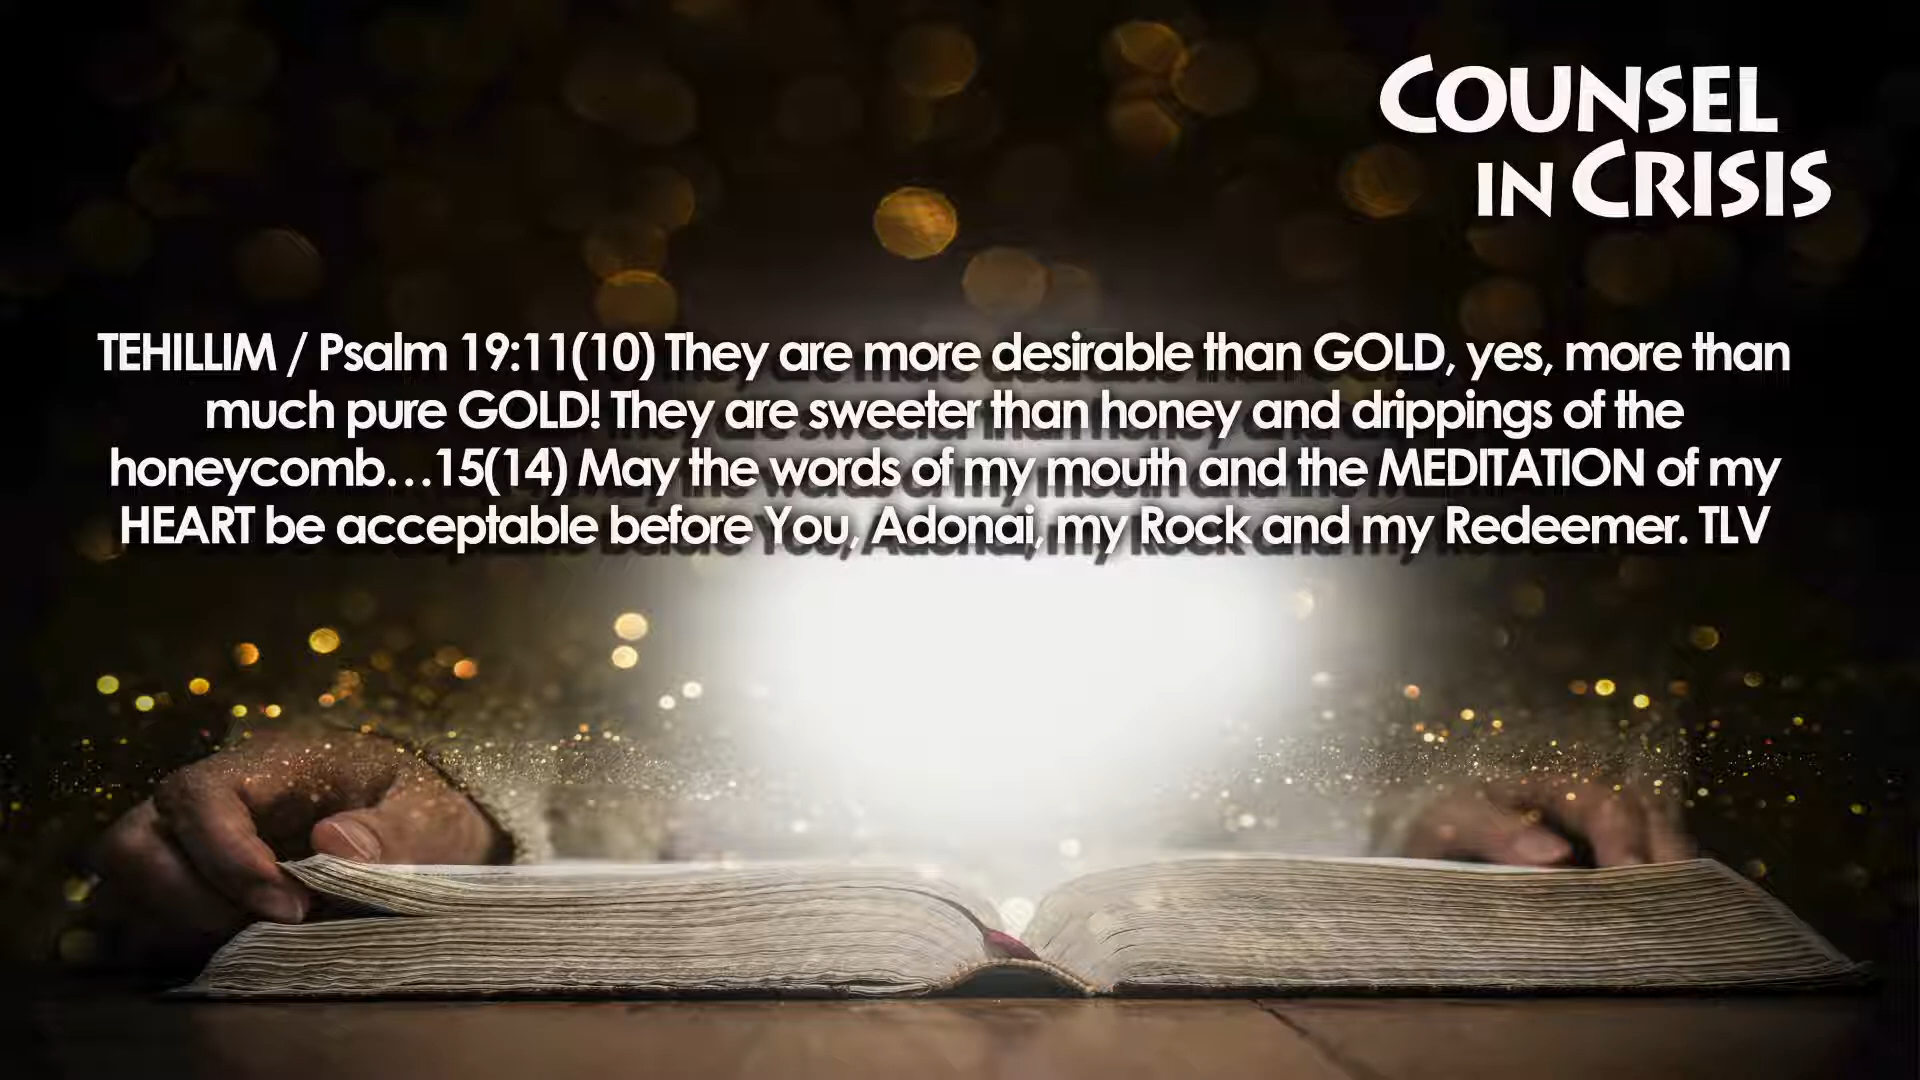 COUNSEL
IN CRISIS
TEHILLIM / Psalm 19:11(10) They are more desirable than GOLD, yes, more than
much pure GOLD! They are sweeter than honey and drippings of the
honeycomb…15(14) May the words of my mouth and the MEDITATION of my
HEART be acceptable before You, Adonai, my Rock and my Redeemer. TLV